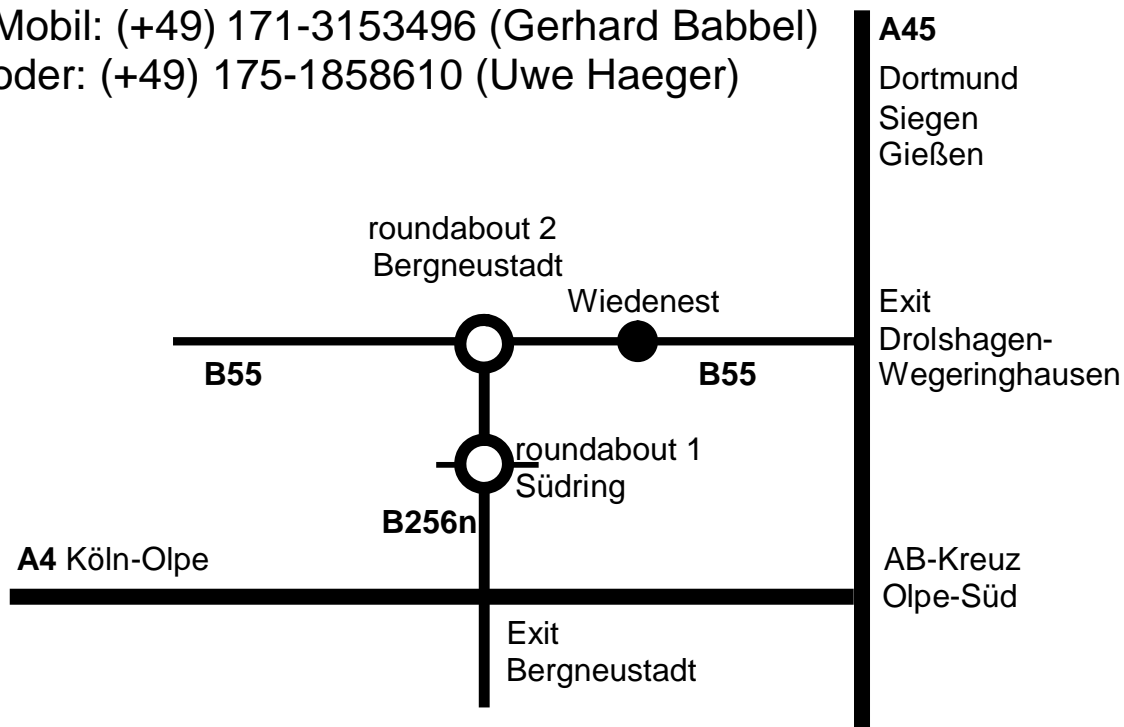 Mobil: (+49) 171-3153496 (Gerhard Babbel)
oder: (+49) 175-1858610 (Uwe Haeger)
A45
Dortmund
Siegen
Gießen
roundabout 2
Bergneustadt
Wiedenest
Exit
Drolshagen-
Wegeringhausen
B55
B55
roundabout 1
Südring
B256n
A4 Köln-Olpe
AB-Kreuz
Olpe-Süd
Exit
Bergneustadt